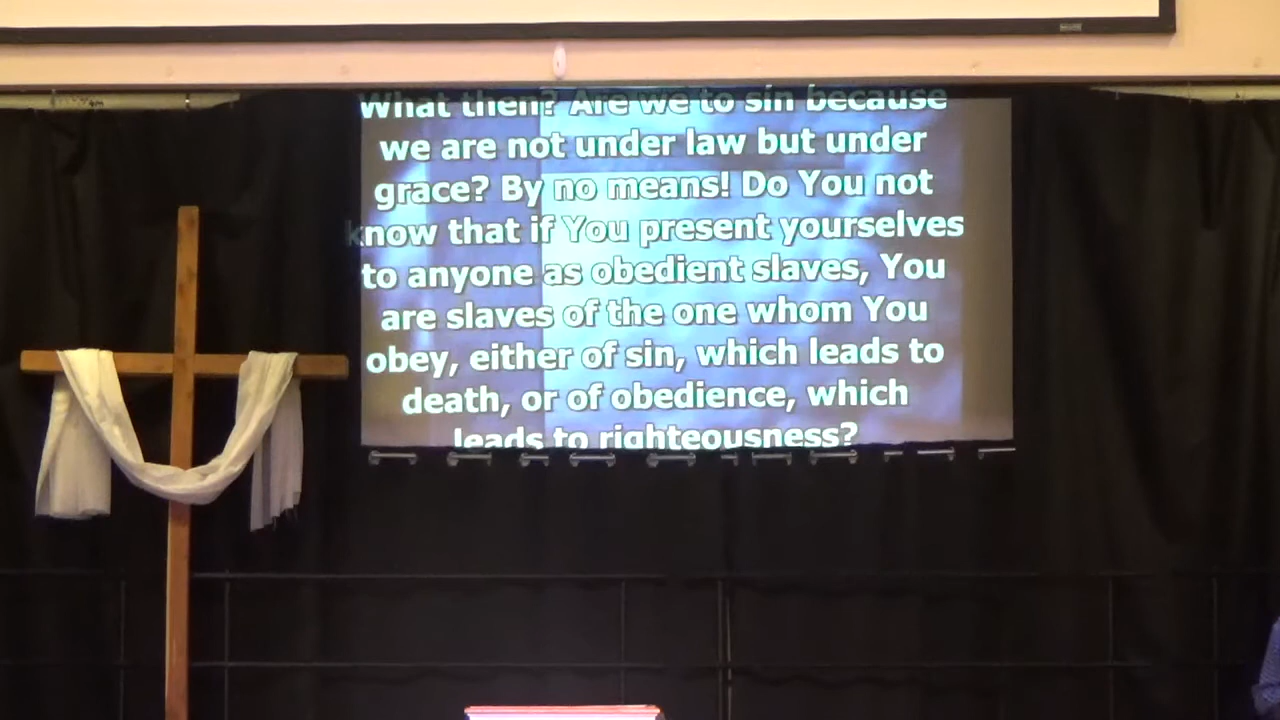 What then? Are we to sin because
we are not under law but under
grace? By no means! Do You not
know that if You present yourselves
to anyone as obedient slaves, You
are slaves of the one whom You
obey, either of sin, which leads to
death, or of obedience, which
leads to righteousness?